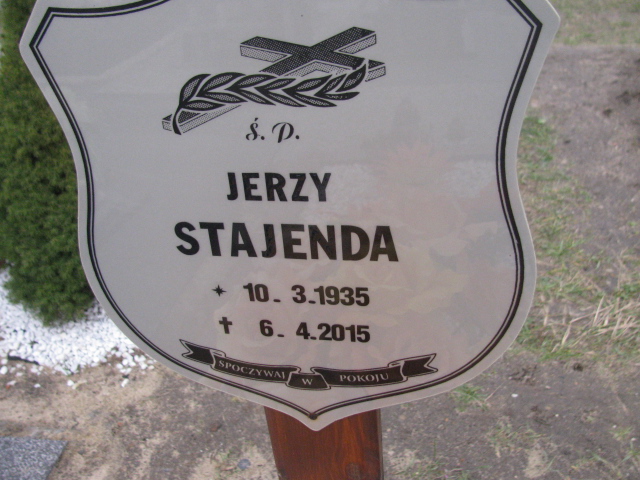 Ś. P.
JERZY
STAJENDA
✦ 10. 3.1935
✝ 6. 4.2015
SPOCZYWAJ W POKOJU